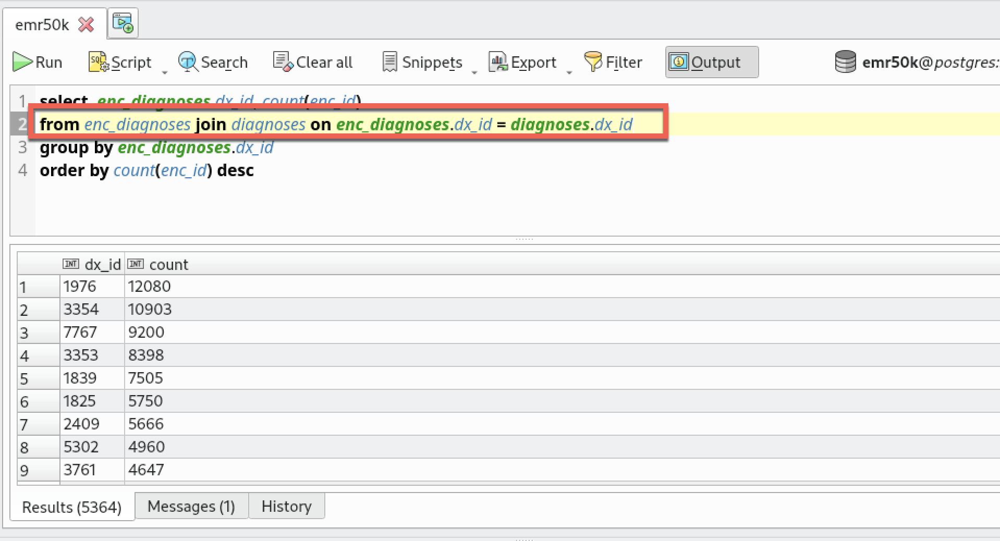 emr50k
Run SQL Script Search Clear all Snippets Export Filter Output emr50k@postgres:
1 select enc_diagnoses.dx_id, count(enc_id)
2 from enc_diagnoses join diagnoses on enc_diagnoses.dx_id = diagnoses.dx_id
3 group by enc_diagnoses.dx_id
4 order by count(enc_id) desc
INT dx_id INT count
1 1976 12080
2 3354 10903
3 7767 9200
4 3353 8398
5 1839 7505
6 1825 5750
7 2409 5666
8 5302 4960
9 3761 4647
Results (5364) Messages (1) History